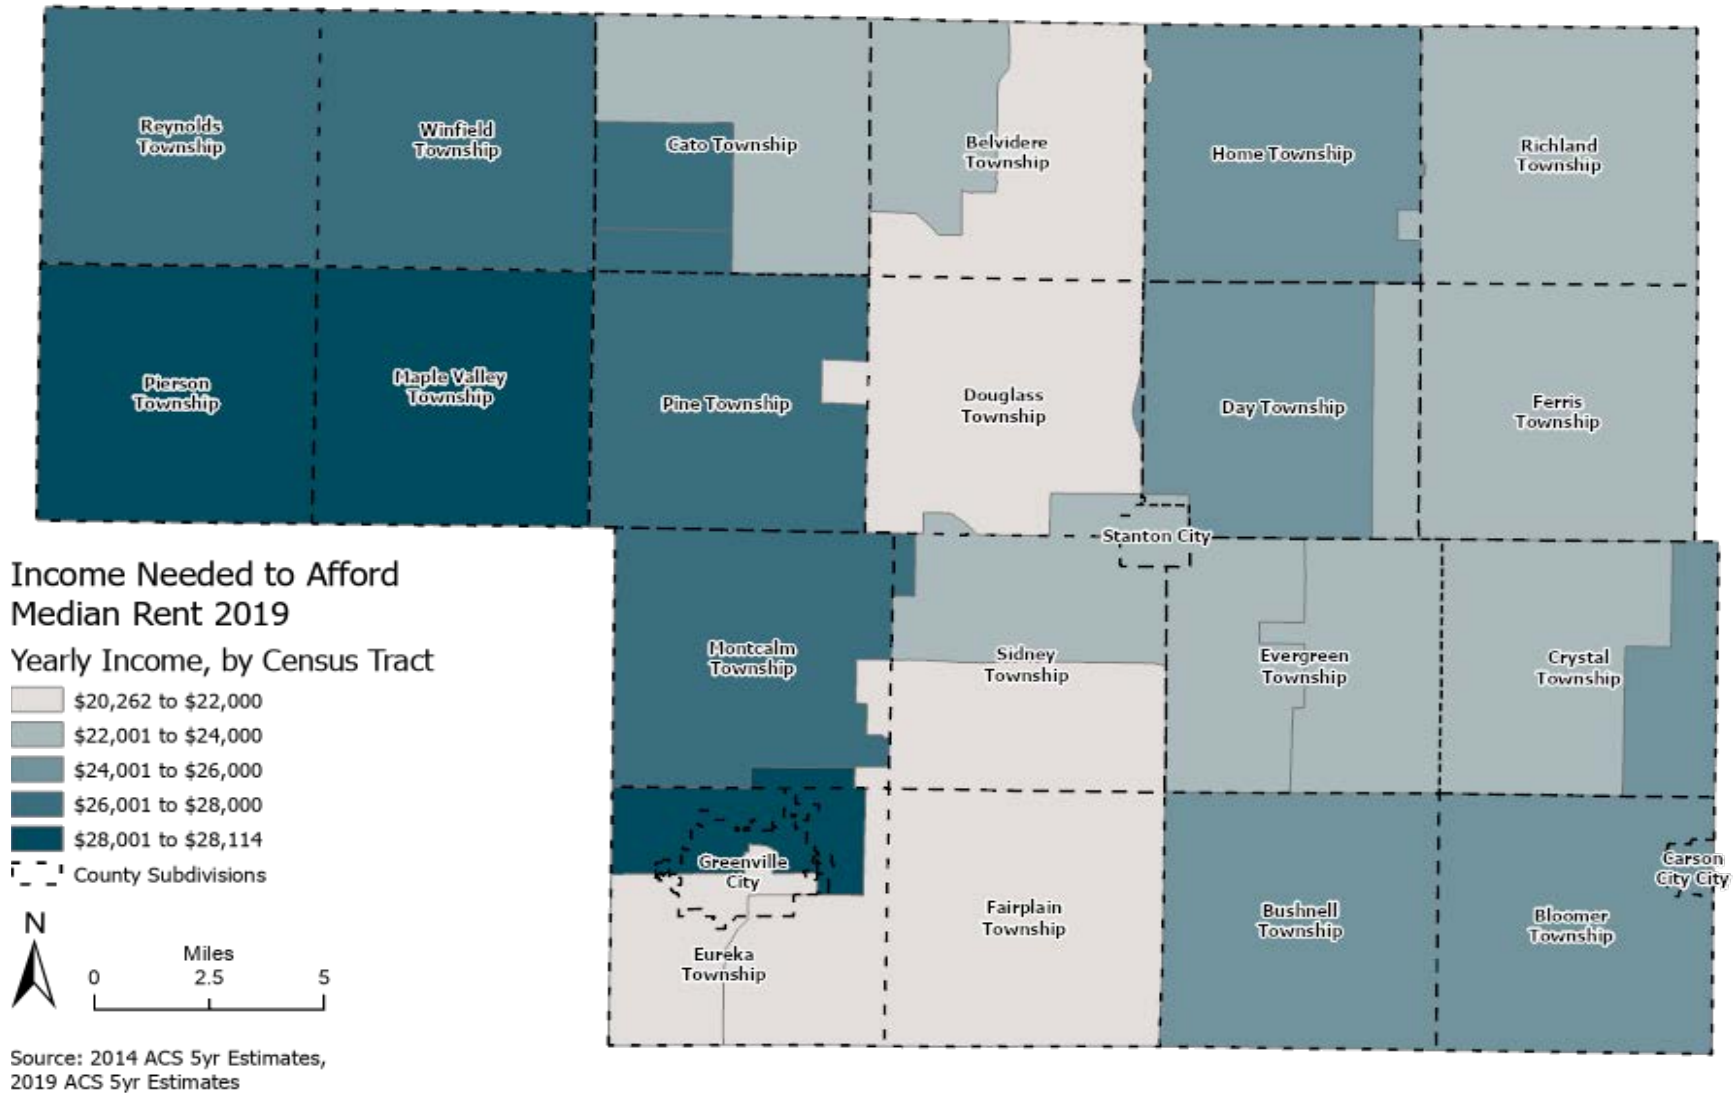 Reynolds
Township
Winfield
Township
Cato Township
Belvidere
Township
Home Township
Richland
Township
Pierson
Township
Maple Valley
Township
Pine Township
Douglass
Township
Day Township
Ferris
Township
Stanton City
Income Needed to Afford
Median Rent 2019
Yearly Income, by Census Tract
$20,262 to $22,000
$22,001 to $24,000
$24,001 to $26,000
$26,001 to $28,000
$28,001 to $28,114
County Subdivisions
Montcalm
Township
Sidney
Township
Evergreen
Township
Crystal
Township
Greenville
City
Carson
City City
Eureka
Township
Fairplain
Township
Bushnell
Township
Bloomer
Township
N
Miles
0 2.5 5
Source: 2014 ACS 5yr Estimates,
2019 ACS 5yr Estimates